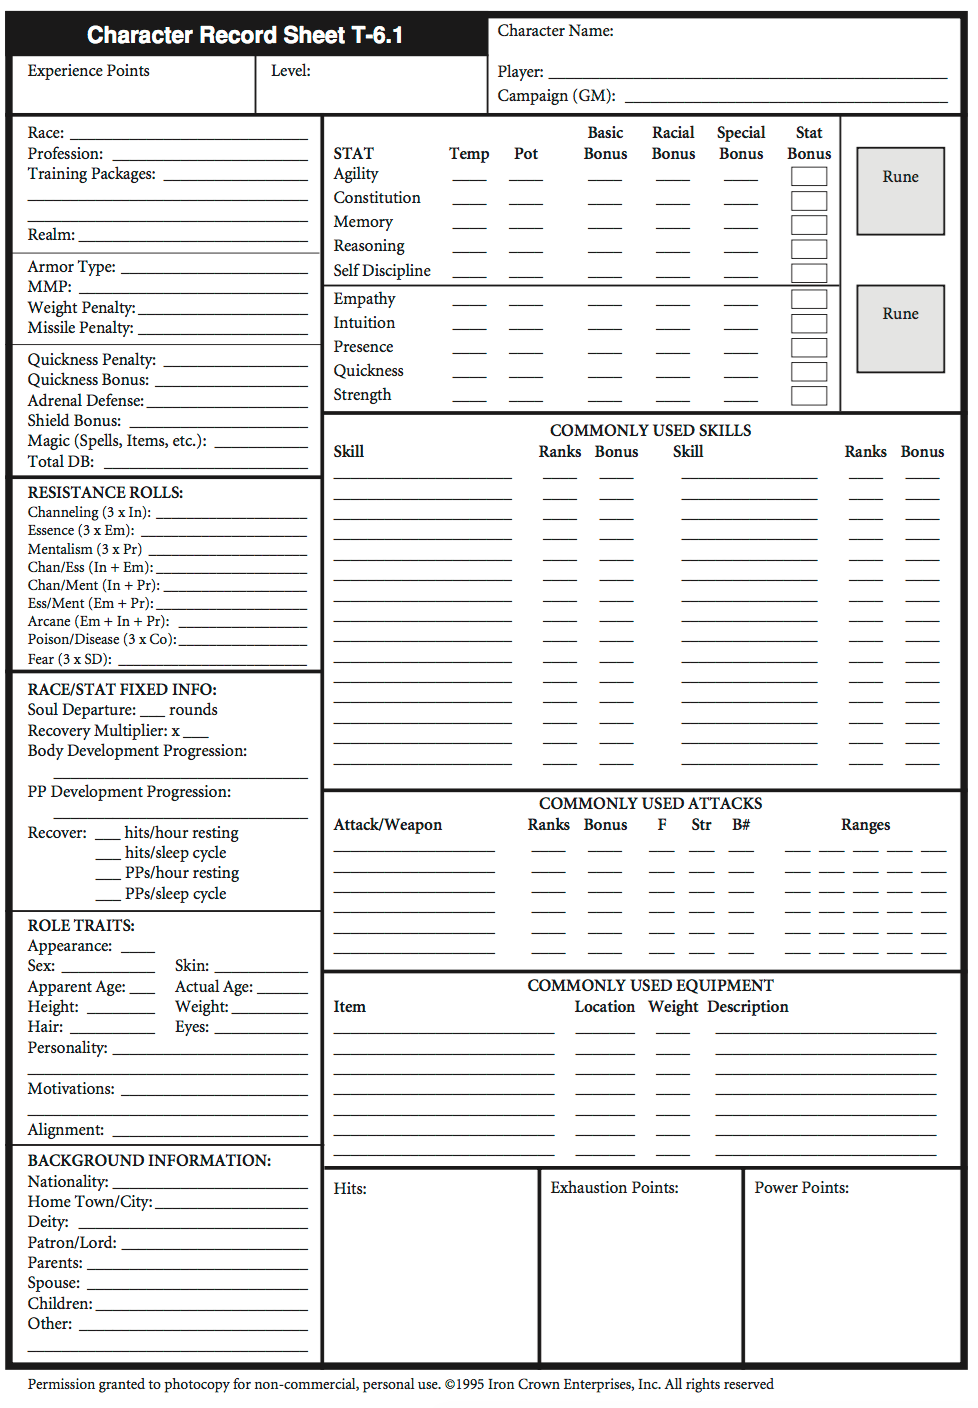 Character Record Sheet T-6.1
Character Name:
Experience Points
Level:
Player:
Campaign (GM):
Race:
Profession:
Training Packages:
Realm:
Armor Type:
MMP:
Weight Penalty:
Missile Penalty:
Quickness Penalty:
Quickness Bonus:
Adrenal Defense:
Shield Bonus:
Magic (Spells, Items, etc.):
Total DB:
RESISTANCE ROLLS:
Channeling (3 x In):
Essence (3 x Em):
Mentalism (3 x Pr)
Chan/Ess (In + Em):
Chan/Ment (In + Pr):
Ess/Ment (Em + Pr):
Arcane (Em + In + Pr):
Poison/Disease (3 x Co):
Fear (3 x SD):
RACE/STAT FIXED INFO:
Soul Departure: ___ rounds
Recovery Multiplier: x ___
Body Development Progression:
PP Development Progression:
Recover: ___ hits/hour resting
___ hits/sleep cycle
___ PPs/hour resting
___ PPs/sleep cycle
ROLE TRAITS:
Appearance:
Sex: Skin:
Apparent Age: Actual Age:
Height: Weight:
Hair: Eyes:
Personality:
Motivations:
Alignment:
BACKGROUND INFORMATION:
Nationality:
Home Town/City:
Deity:
Patron/Lord:
Parents:
Spouse:
Children:
Other:
Basic Racial Special Stat
STAT Temp Pot Bonus Bonus Bonus Bonus
Agility
Constitution
Memory
Reasoning
Self Discipline
Empathy
Intuition
Presence
Quickness
Strength
Rune
Rune
COMMONLY USED SKILLS
Skill Ranks Bonus Skill Ranks Bonus
COMMONLY USED ATTACKS
Attack/Weapon Ranks Bonus F Str B# Ranges
COMMONLY USED EQUIPMENT
Item Location Weight Description
Hits:
Exhaustion Points:
Power Points:
Permission granted to photocopy for non-commercial, personal use. ©1995 Iron Crown Enterprises, Inc. All rights reserved